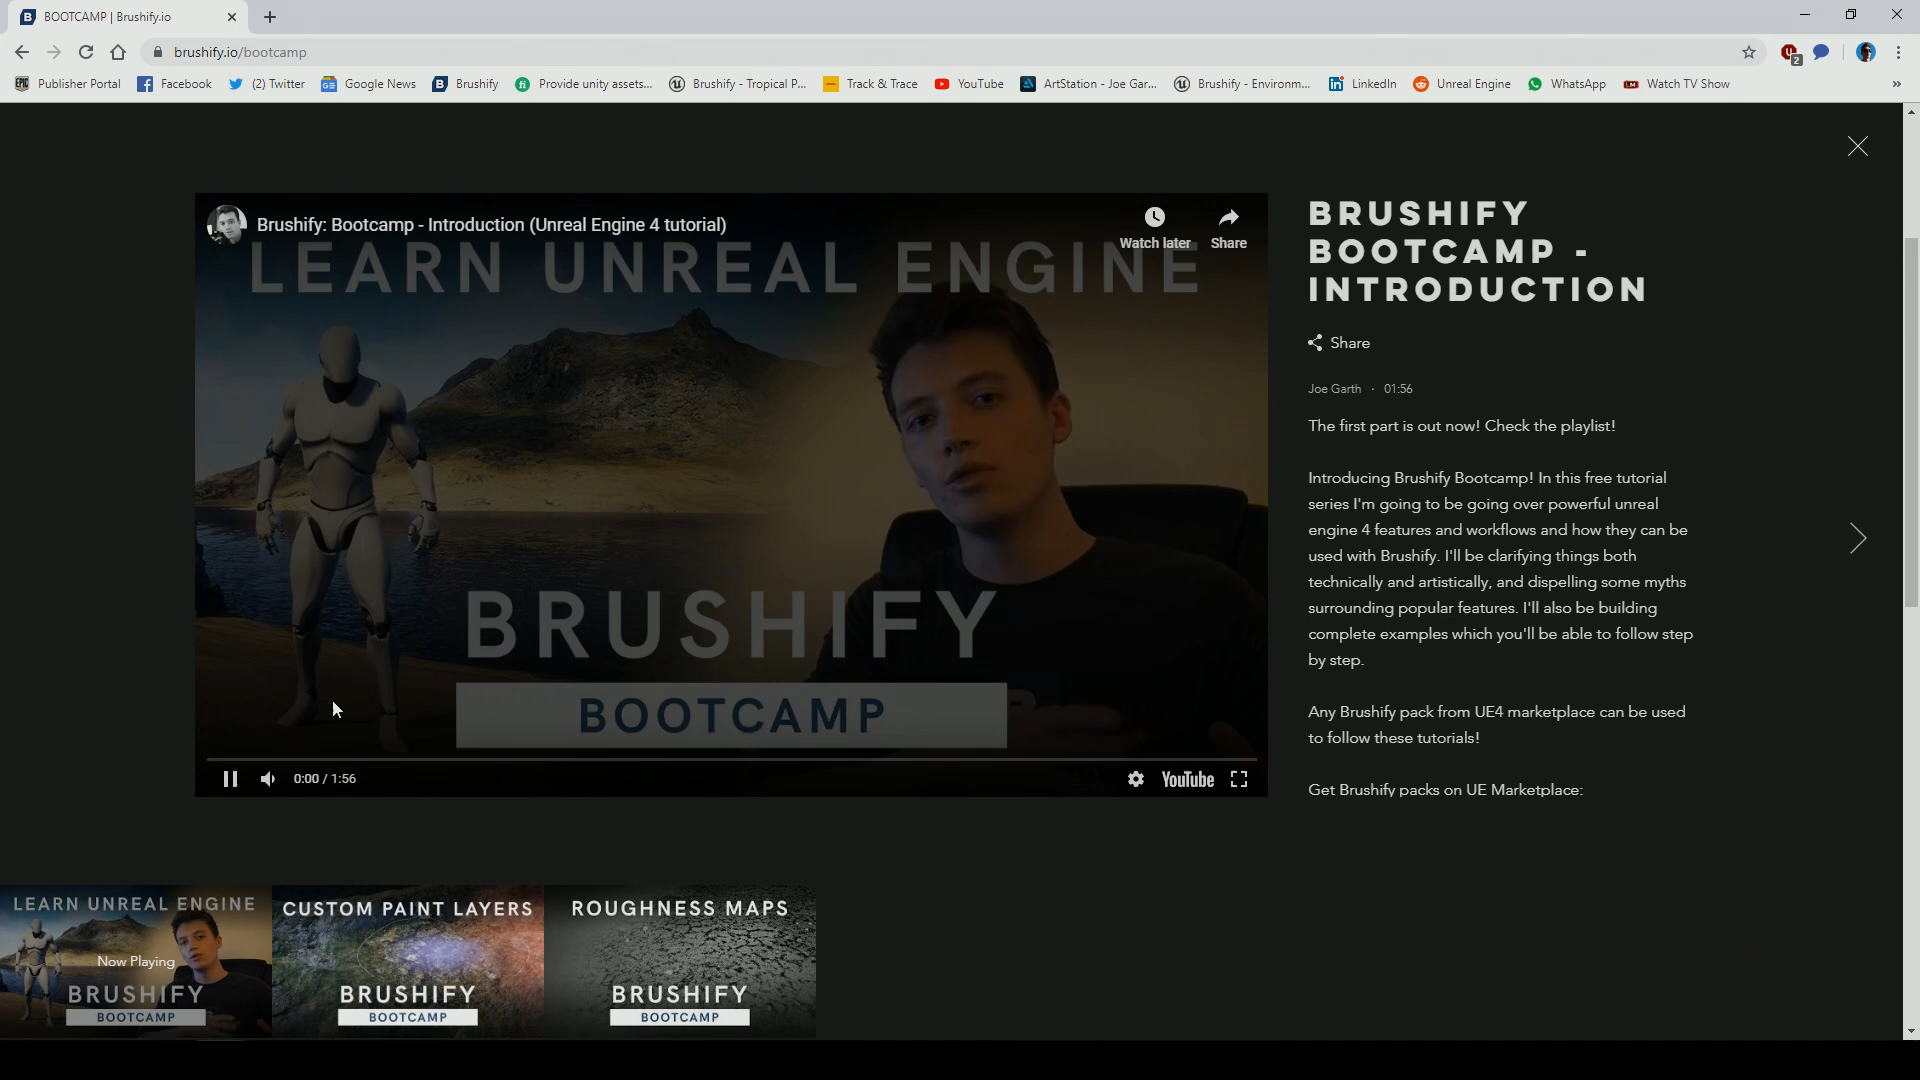 BOOTCAMP | Brushify.io
brushify.io/bootcamp
2
Publisher Portal
Facebook
(2) Twitter
Google News
Brushify
Provide unity assets...
Brushify - Tropical P...
Track & Trace
YouTube
ArtStation - Joe Gar...
Brushify - Environm...
LinkedIn
Unreal Engine
WhatsApp
Watch TV Show
Brushify: Bootcamp - Introduction (Unreal Engine 4 tutorial)
Watch later
Share
LEARN UNREAL ENGINE
BRUSHIFY
BOOTCAMP
0:00 / 1:56
YouTube
BRUSHIFY
BOOTCAMP -
INTRODUCTION
Share
Joe Garth · 01:56
The first part is out now! Check the playlist!
Introducing Brushify Bootcamp! In this free tutorial
series I'm going to be going over powerful unreal
engine 4 features and workflows and how they can be
used with Brushify. I'll be clarifying things both
technically and artistically, and dispelling some myths
surrounding popular features. I'll also be building
complete examples which you'll be able to follow step
by step.
Any Brushify pack from UE4 marketplace can be used
to follow these tutorials!
Get Brushify packs on UE Marketplace:
LEARN UNREAL ENGINE
Now Playing
BRUSHIFY
BOOTCAMP
CUSTOM PAINT LAYERS
BRUSHIFY
BOOTCAMP
ROUGHNESS MAPS
BRUSHIFY
BOOTCAMP